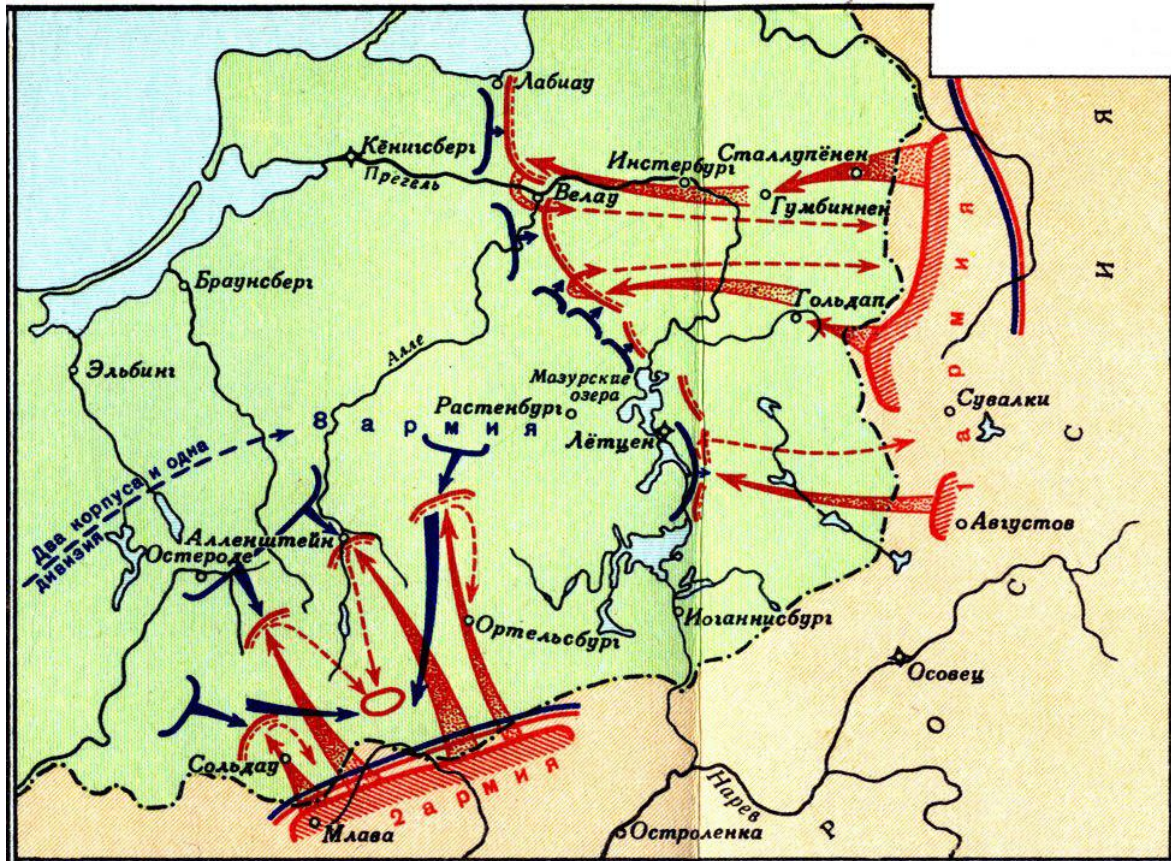 Лабиау
Кёнигсберг
Прегель
Инстербург
Сталлупёнен
Велау
Гумбиннен
Браунсберг
Гольдап
Эльбинг
Алле
Мазурские
озера
Растенбург
Сувалки
8 армия
Лётцен
1 армия
Два корпуса и одна
дивизия
Августов
Алленштейн
Остероде
Ортельсбург
Иоганнисбург
Осовец
Сольдау
2 армия
Млава
Нарев
Остроленка
РОССИЯ